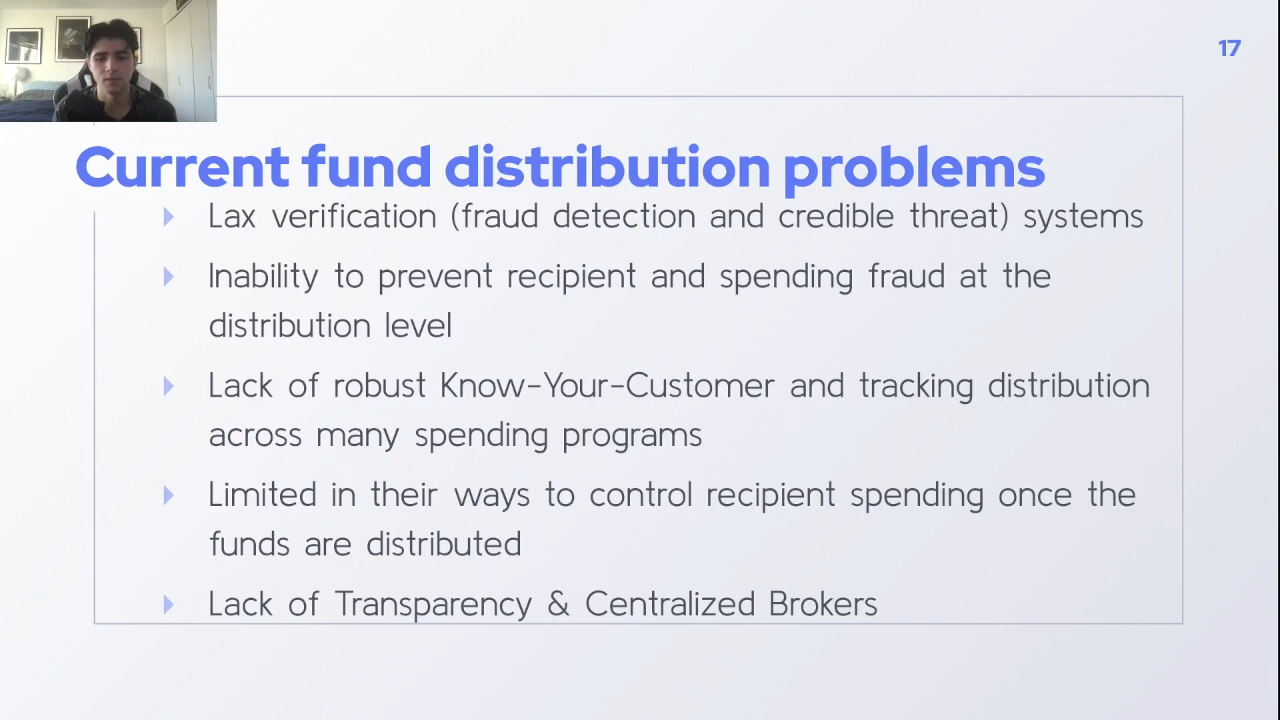 17
Current fund distribution problems
Lax verification (fraud detection and credible threat) systems
Inability to prevent recipient and spending fraud at the
distribution level
Lack of robust Know-Your-Customer and tracking distribution
across many spending programs
Limited in their ways to control recipient spending once the
funds are distributed
Lack of Transparency & Centralized Brokers